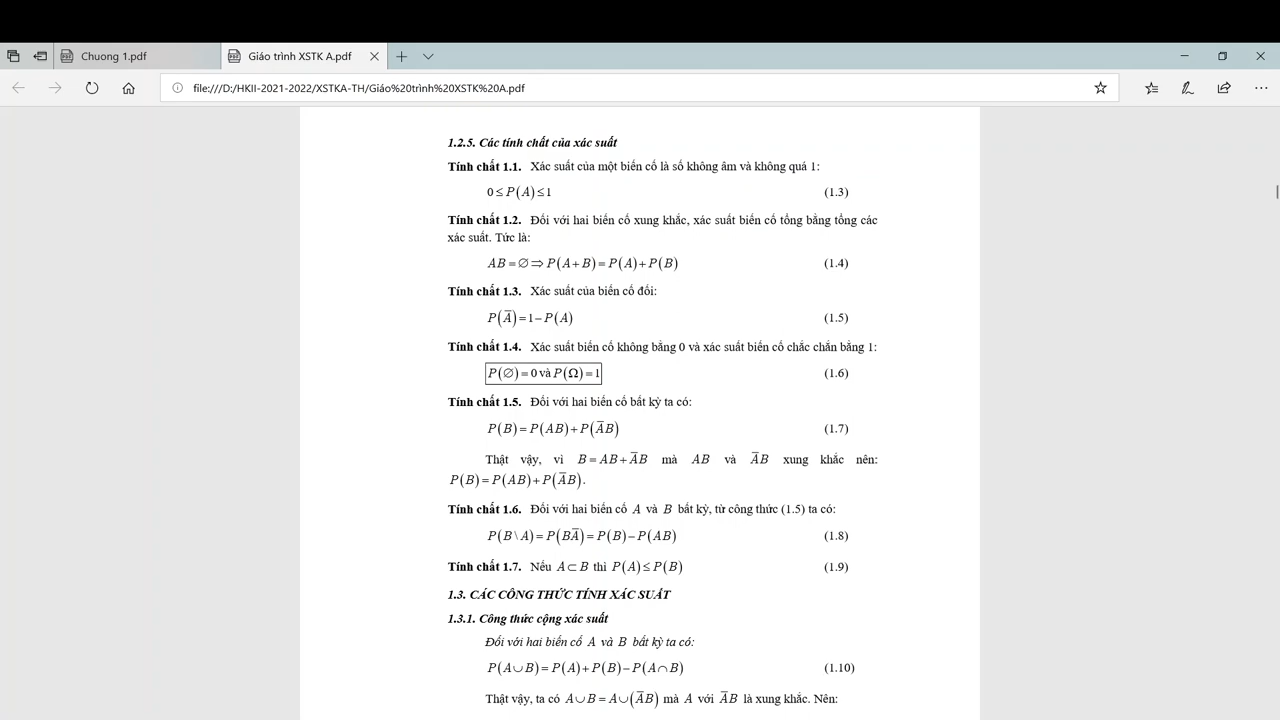 Chuong 1.pdf
Giáo trình XSTK A.pdf
file:///D:/HKII-2021-2022/XSTKA-TH/Giáo%20trình%20XSTK%20A.pdf
1.2.5. Các tính chất của xác suất
Tính chất 1.1. Xác suất của một biến cố là số không âm và không quá 1:
0 ≤ P(A) ≤ 1 (1.3)
Tính chất 1.2. Đối với hai biến cố xung khắc, xác suất biến cố tổng bằng tổng các
xác suất. Tức là:
AB = ∅ ⇒ P(A+B) = P(A) + P(B) (1.4)
Tính chất 1.3. Xác suất của biến cố đối:
P(A̅) = 1 − P(A) (1.5)
Tính chất 1.4. Xác suất biến cố không bằng 0 và xác suất biến cố chắc chắn bằng 1:
P(∅) = 0 và P(Ω) = 1 (1.6)
Tính chất 1.5. Đối với hai biến cố bất kỳ ta có:
P(B) = P(AB) + P(A̅B) (1.7)
Thật vậy, vì B = AB + A̅B mà AB và A̅B xung khắc nên:
P(B) = P(AB) + P(A̅B).
Tính chất 1.6. Đối với hai biến cố A và B bất kỳ, từ công thức (1.5) ta có:
P(B \ A) = P(BA̅) = P(B) − P(AB) (1.8)
Tính chất 1.7. Nếu A ⊂ B thì P(A) ≤ P(B) (1.9)
1.3. CÁC CÔNG THỨC TÍNH XÁC SUẤT
1.3.1. Công thức cộng xác suất
Đối với hai biến cố A và B bất kỳ ta có:
P(A ∪ B) = P(A) + P(B) − P(A ∩ B) (1.10)
Thật vậy, ta có A ∪ B = A ∪ (A̅B) mà A với A̅B là xung khắc. Nên: